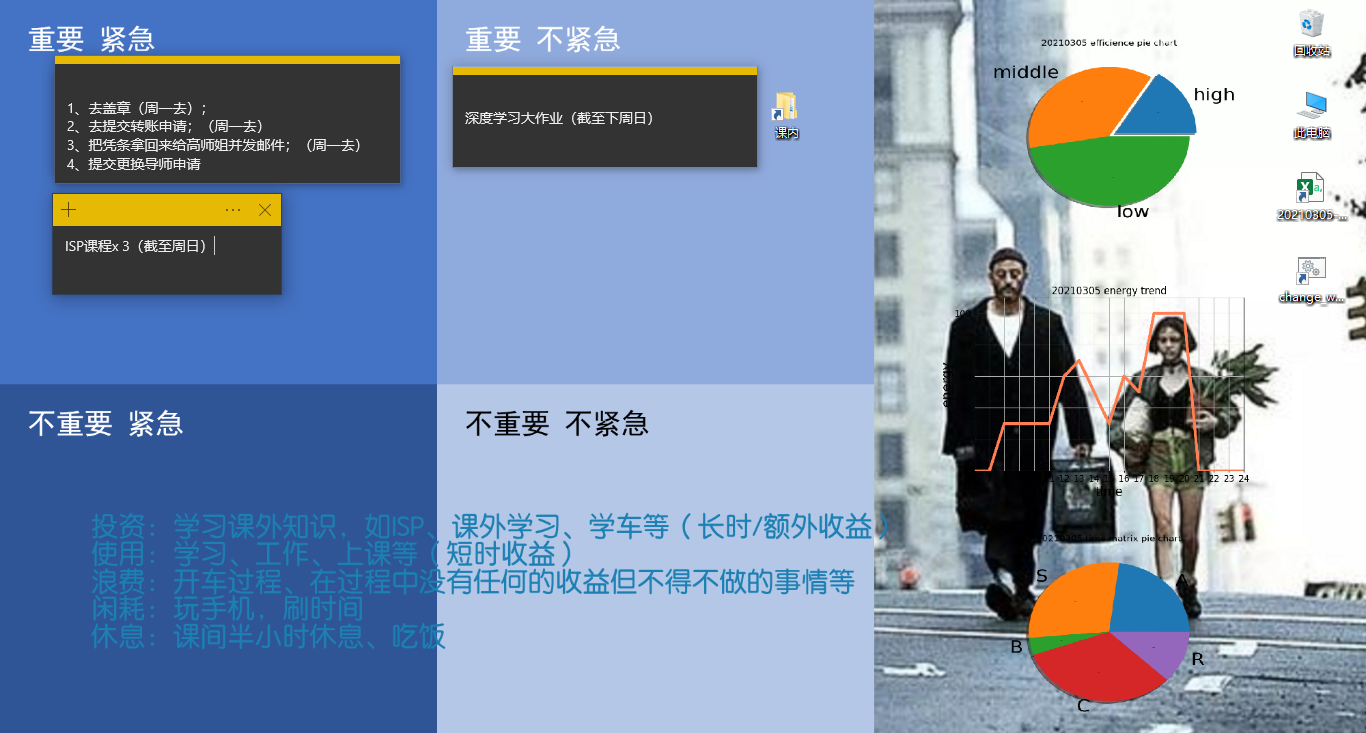 重要 紧急
1、去盖章（周一去）；
2、去提交转账申请；（周一去）
3、把凭条拿回来给高师姐并发邮件；（周一去）
4、提交更换导师申请
ISP课程x 3（截至周日）
重要 不紧急
深度学习大作业（截至下周日）
课内
不重要 紧急
不重要 不紧急
投资：学习课外知识，如ISP、课外学习、学车等（长时/额外收益）
使用：学习、工作、上课等（短时收益）
浪费：开车过程、在过程中没有任何的收益但不得不做的事情等
闲耗：玩手机，刷时间
休息：课间半小时休息、吃饭
20210305 efficience pie chart
middle
high
low
20210305 energy trend
energy
12 13 14 15 16 17 18 19 20 21 22 23 24
time
20210305 time matrix pie chart
S
A
B
R
C
回收站
此电脑
20210305-...
change_w...